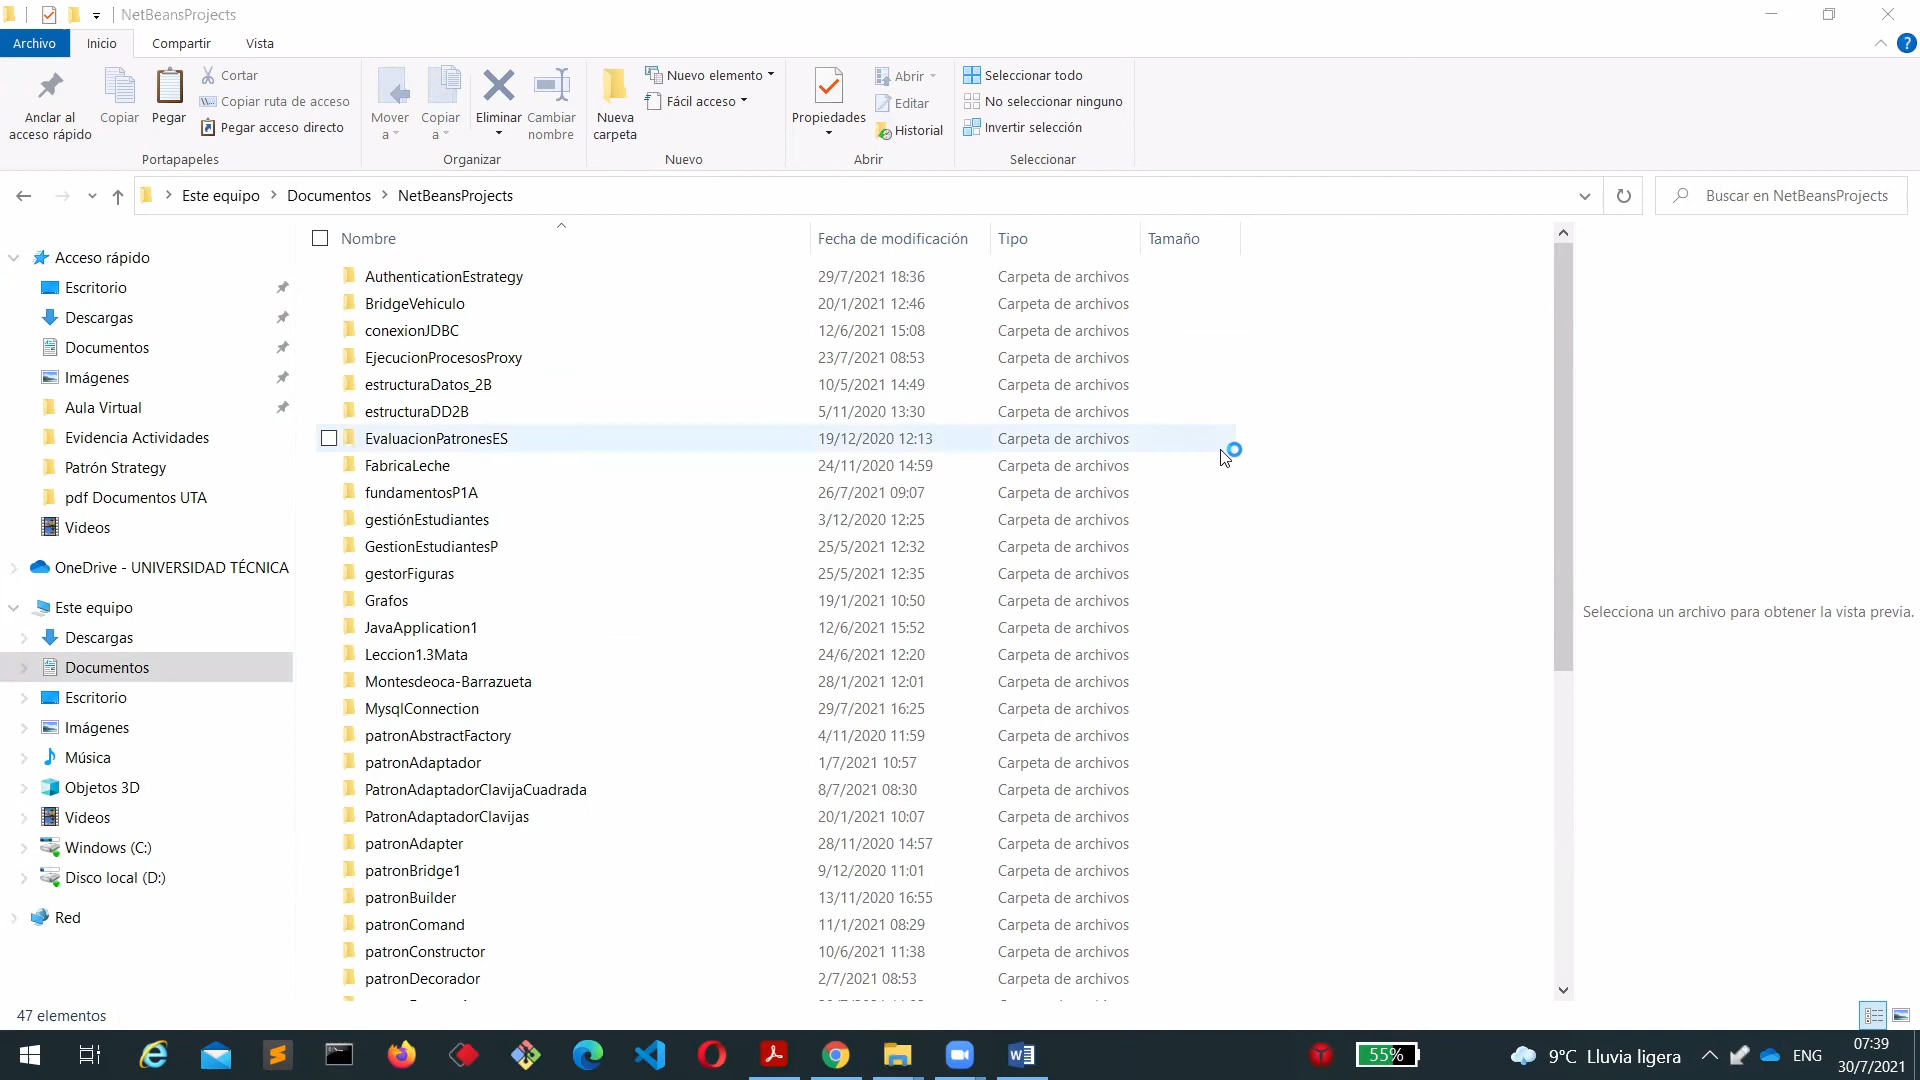 NetBeansProjects
Archivo Inicio Compartir Vista
Anclar al acceso rápido
Copiar
Pegar
Cortar
Copiar ruta de acceso
Pegar acceso directo
Portapapeles
Mover a
Copiar a
Eliminar
Cambiar nombre
Organizar
Nueva carpeta
Nuevo elemento
Fácil acceso
Nuevo
Propiedades
Abrir
Editar
Historial
Abrir
Seleccionar todo
No seleccionar ninguno
Invertir selección
Seleccionar
Este equipo > Documentos > NetBeansProjects
Buscar en NetBeansProjects
Acceso rápido
Escritorio
Descargas
Documentos
Imágenes
Aula Virtual
Evidencia Actividades
Patrón Strategy
pdf Documentos UTA
Videos
OneDrive - UNIVERSIDAD TÉCNICA
Este equipo
Descargas
Documentos
Escritorio
Imágenes
Música
Objetos 3D
Videos
Windows (C:)
Disco local (D:)
Red
Nombre Fecha de modificación Tipo Tamaño
AuthenticationEstrategy 29/7/2021 18:36 Carpeta de archivos
BridgeVehiculo 20/1/2021 12:46 Carpeta de archivos
conexionJDBC 12/6/2021 15:08 Carpeta de archivos
EjecucionProcesosProxy 23/7/2021 08:53 Carpeta de archivos
estructuraDatos_2B 10/5/2021 14:49 Carpeta de archivos
estructuraDD2B 5/11/2020 13:30 Carpeta de archivos
EvaluacionPatronesES 19/12/2020 12:13 Carpeta de archivos
FabricaLeche 24/11/2020 14:59 Carpeta de archivos
fundamentosP1A 26/7/2021 09:07 Carpeta de archivos
gestiónEstudiantes 3/12/2020 12:25 Carpeta de archivos
GestionEstudiantesP 25/5/2021 12:32 Carpeta de archivos
gestorFiguras 25/5/2021 12:35 Carpeta de archivos
Grafos 19/1/2021 10:50 Carpeta de archivos
JavaApplication1 12/6/2021 15:52 Carpeta de archivos
Leccion1.3Mata 24/6/2021 12:20 Carpeta de archivos
Montesdeoca-Barrazueta 28/1/2021 12:01 Carpeta de archivos
MysqlConnection 29/7/2021 16:25 Carpeta de archivos
patronAbstractFactory 4/11/2020 11:59 Carpeta de archivos
patronAdaptador 1/7/2021 10:57 Carpeta de archivos
PatronAdaptadorClavijaCuadrada 8/7/2021 08:30 Carpeta de archivos
PatronAdaptadorClavijas 20/1/2021 10:07 Carpeta de archivos
patronAdapter 28/11/2020 14:57 Carpeta de archivos
patronBridge1 9/12/2020 11:01 Carpeta de archivos
patronBuilder 13/11/2020 16:55 Carpeta de archivos
patronComand 11/1/2021 08:29 Carpeta de archivos
patronConstructor 10/6/2021 11:38 Carpeta de archivos
patronDecorador 2/7/2021 08:53 Carpeta de archivos
Selecciona un archivo para obtener la vista previa.
47 elementos
55%
9°C Lluvia ligera
ENG
07:39
30/7/2021